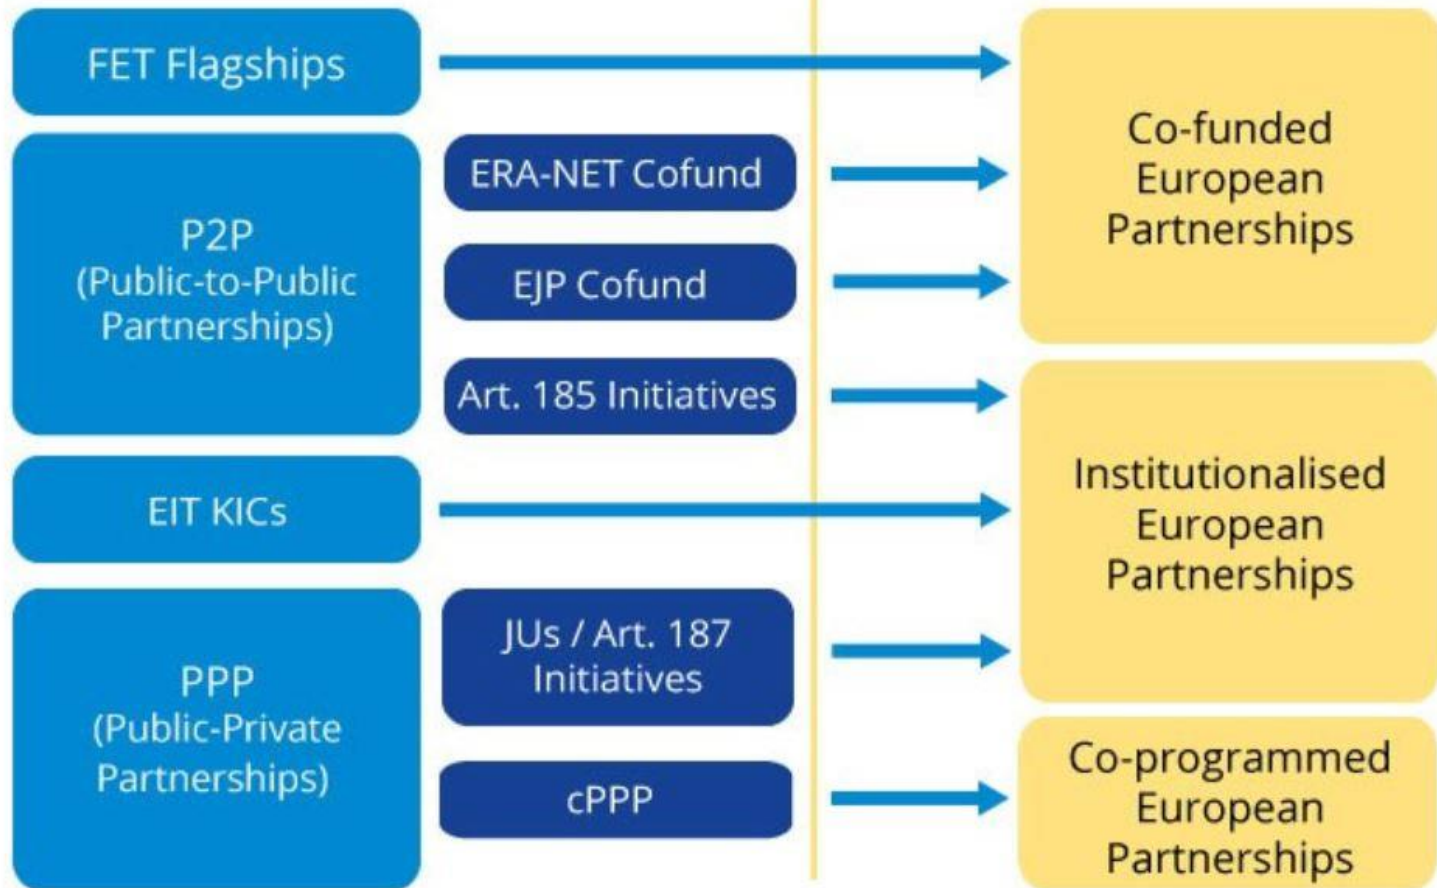 FET Flagships
P2P
(Public-to-Public
Partnerships)
ERA-NET Cofund
EJP Cofund
Art. 185 Initiatives
EIT KICs
PPP
(Public-Private
Partnerships)
JUs / Art. 187
Initiatives
cPPP
Co-funded
European
Partnerships
Institutionalised
European
Partnerships
Co-programmed
European
Partnerships